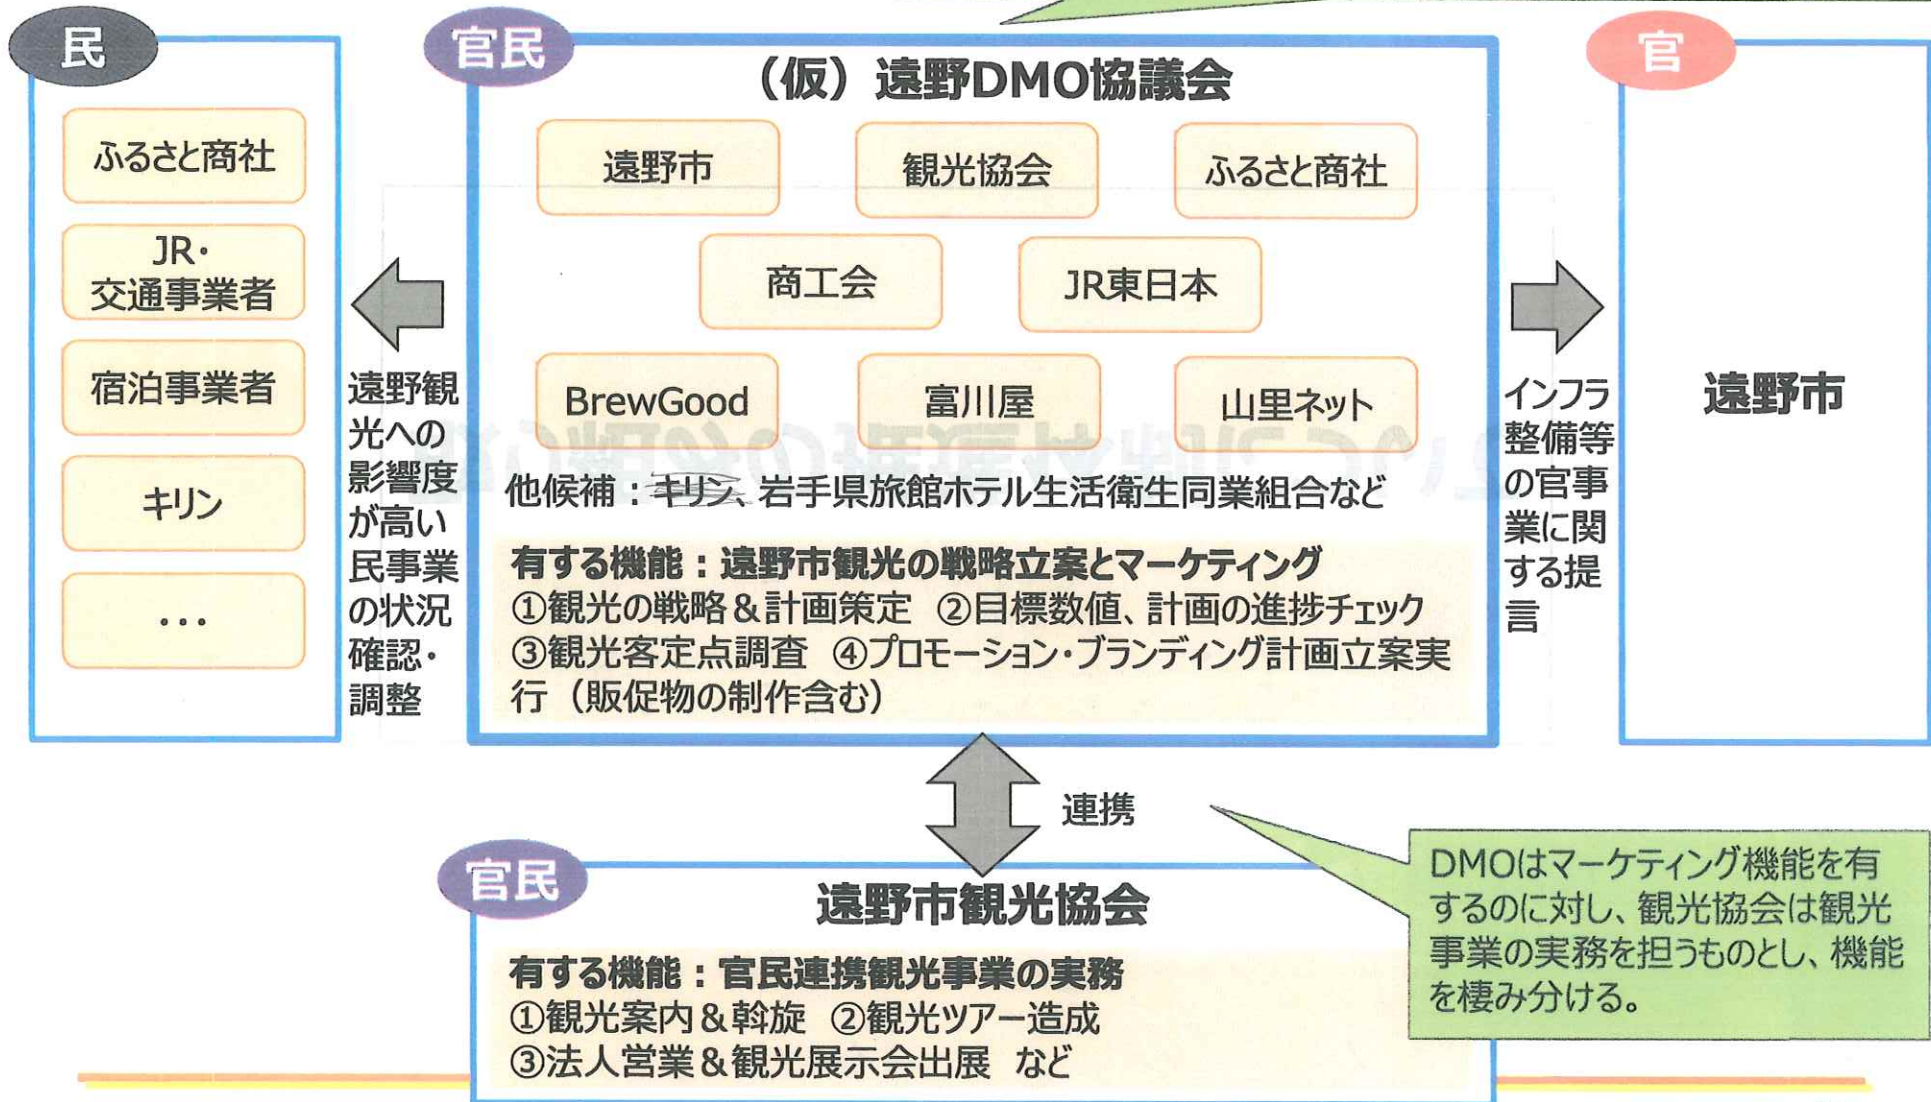 民
ふるさと商社
JR・
交通事業者
宿泊事業者
キリン
・・・
遠野観
光への
影響度
が高い
民事業
の状況
確認・
調整
官民
（仮）遠野DMO協議会
遠野市
観光協会
ふるさと商社
商工会
JR東日本
BrewGood
富川屋
山里ネット
他候補：キリン、岩手県旅館ホテル生活衛生同業組合など
有する機能：遠野市観光の戦略立案とマーケティング
①観光の戦略＆計画策定 ②目標数値、計画の進捗チェック
③観光客定点調査 ④プロモーション・ブランディング計画立案実
行（販促物の制作含む）
インフラ
整備等
の官事
業に関
する提
言
官
遠野市
連携
官民
遠野市観光協会
有する機能：官民連携観光事業の実務
①観光案内＆斡旋 ②観光ツアー造成
③法人営業＆観光展示会出展 など
DMOはマーケティング機能を有
するのに対し、観光協会は観光
事業の実務を担うものとし、機能
を棲み分ける。